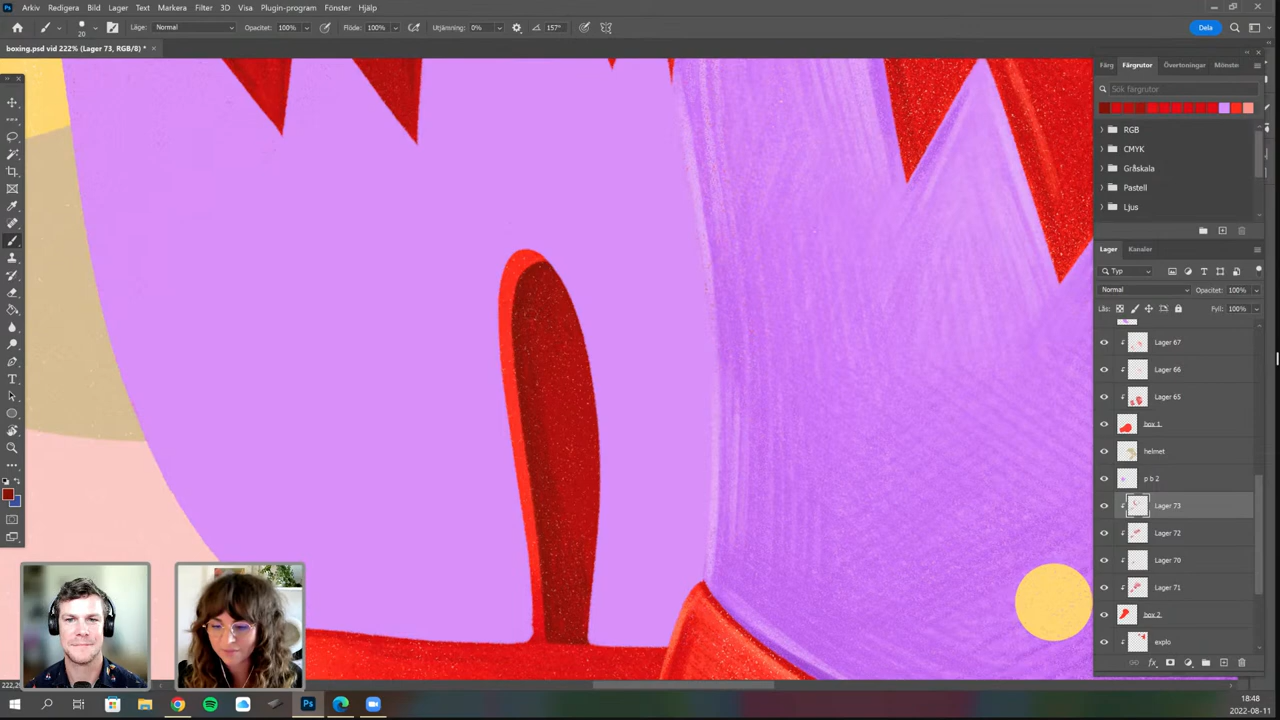 Arkiv Redigera Bild Lager Text Markera Filter 3D Visa Plugin-program Fönster Hjälp
20 Läge: Normal Opacitet: 100% Flöde: 100% Utjämning: 0% 157° Dela
boxing.psd vid 222% (Lager 73, RGB/8) *
Färg Färgrutor Övertoningar Mönste
Sök färgrutor
RGB
CMYK
Gråskala
Pastell
Ljus
Lager Kanaler
Typ
Normal Opacitet: 100%
Lås: Fyll: 100%
Lager 67
Lager 66
Lager 65
box 1
helmet
p b 2
Lager 73
Lager 72
Lager 70
Lager 71
box 2
explo
fx
18:48
2022-08-11